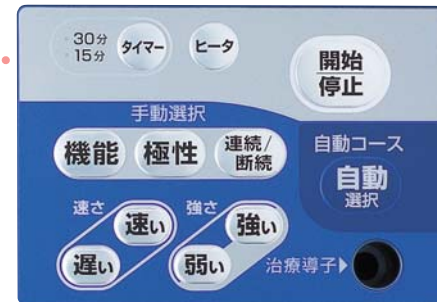 30分
15分
タイマー
ヒータ
開始
停止
手動選択
機能
極性
連続/
断続
自動コース
自動
選択
速さ
速い
遅い
強さ
強い
弱い
治療導子▶